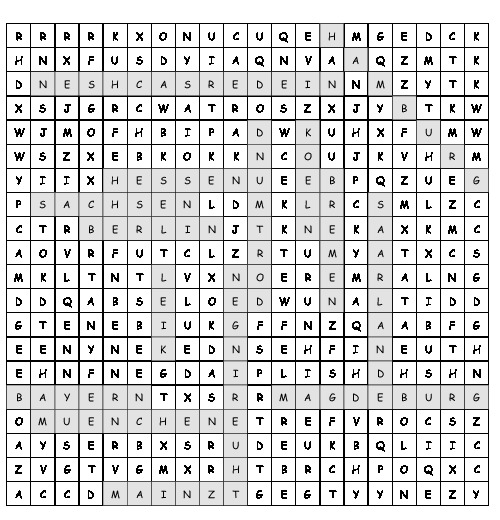 R R R R K X O N U C U Q E H M G E D C K
H N X F U S D Y I A Q N V A A Q Z M T K
D N E S H C A S R E D E I N N M Z Y T K
X S J G R C W A T R O S Z X J Y B T K W
W J M O F H B I P A D W K U H X F U M W
W S Z X E B K O K K N C O U J K V H R M
Y I I X H E S S E N U E E B P Q Z U E G
P S A C H S E N L D M K L R C S M L Z C
C T R B E R L I N J T K N E K A X K M C
A O V R F U T C L Z R T U M Y A T X C S
M K L T N T L V X N O E R E M R A L N G
D D Q A B S E L O E D W U N A L T I D D
G T E N E B I U K G F F N Z Q A A B F G
E E N Y N E K E D N S E H F I N E U T H
E H N F N E G D A I P L I S H D H S H N
B A Y E R N T X S R R M A G D E B U R G
O M U E N C H E N E T R E F V R O C S Z
A Y S E R B X S R U D E U K B Q L I I C
Z V G T V G M X R H T B R C H P O Q X C
A C C D M A I N Z T G E G T Y Y N E Z Y